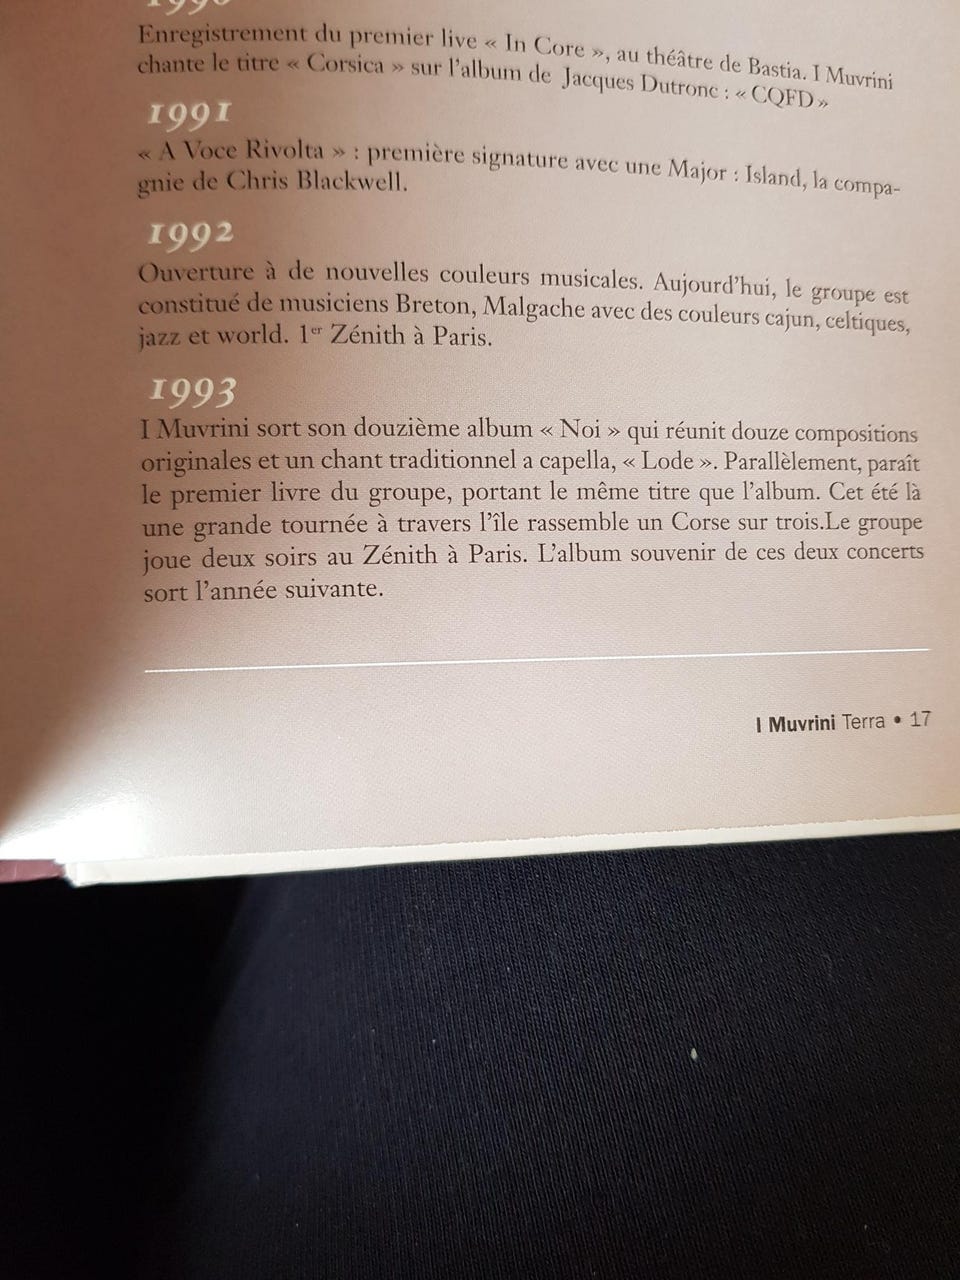 1990
Enregistrement du premier live « In Core », au théâtre de Bastia. I Muvrini
chante le titre « Corsica » sur l'album de Jacques Dutronc : « CQFD »
1991
« A Voce Rivolta » : première signature avec une Major : Island, la compa-
gnie de Chris Blackwell.
1992
Ouverture à de nouvelles couleurs musicales. Aujourd'hui, le groupe est
constitué de musiciens Breton, Malgache avec des couleurs cajun, celtiques,
jazz et world. 1er Zénith à Paris.
1993
I Muvrini sort son douzième album « Noi » qui réunit douze compositions
originales et un chant traditionnel a capella, « Lode ». Parallèlement, paraît
le premier livre du groupe, portant le même titre que l'album. Cet été là
une grande tournée à travers l'île rassemble un Corse sur trois.Le groupe
joue deux soirs au Zénith à Paris. L'album souvenir de ces deux concerts
sort l'année suivante.
I Muvrini Terra • 17